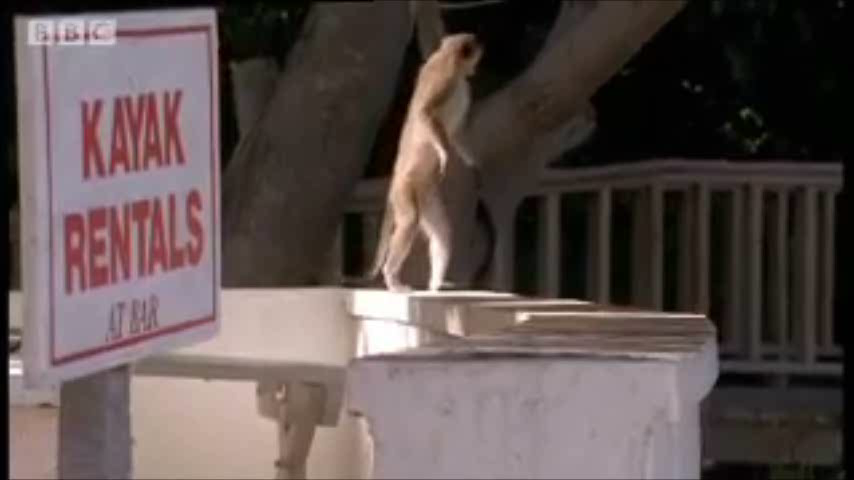 BBC
KAYAK
RENTALS
AT BAR